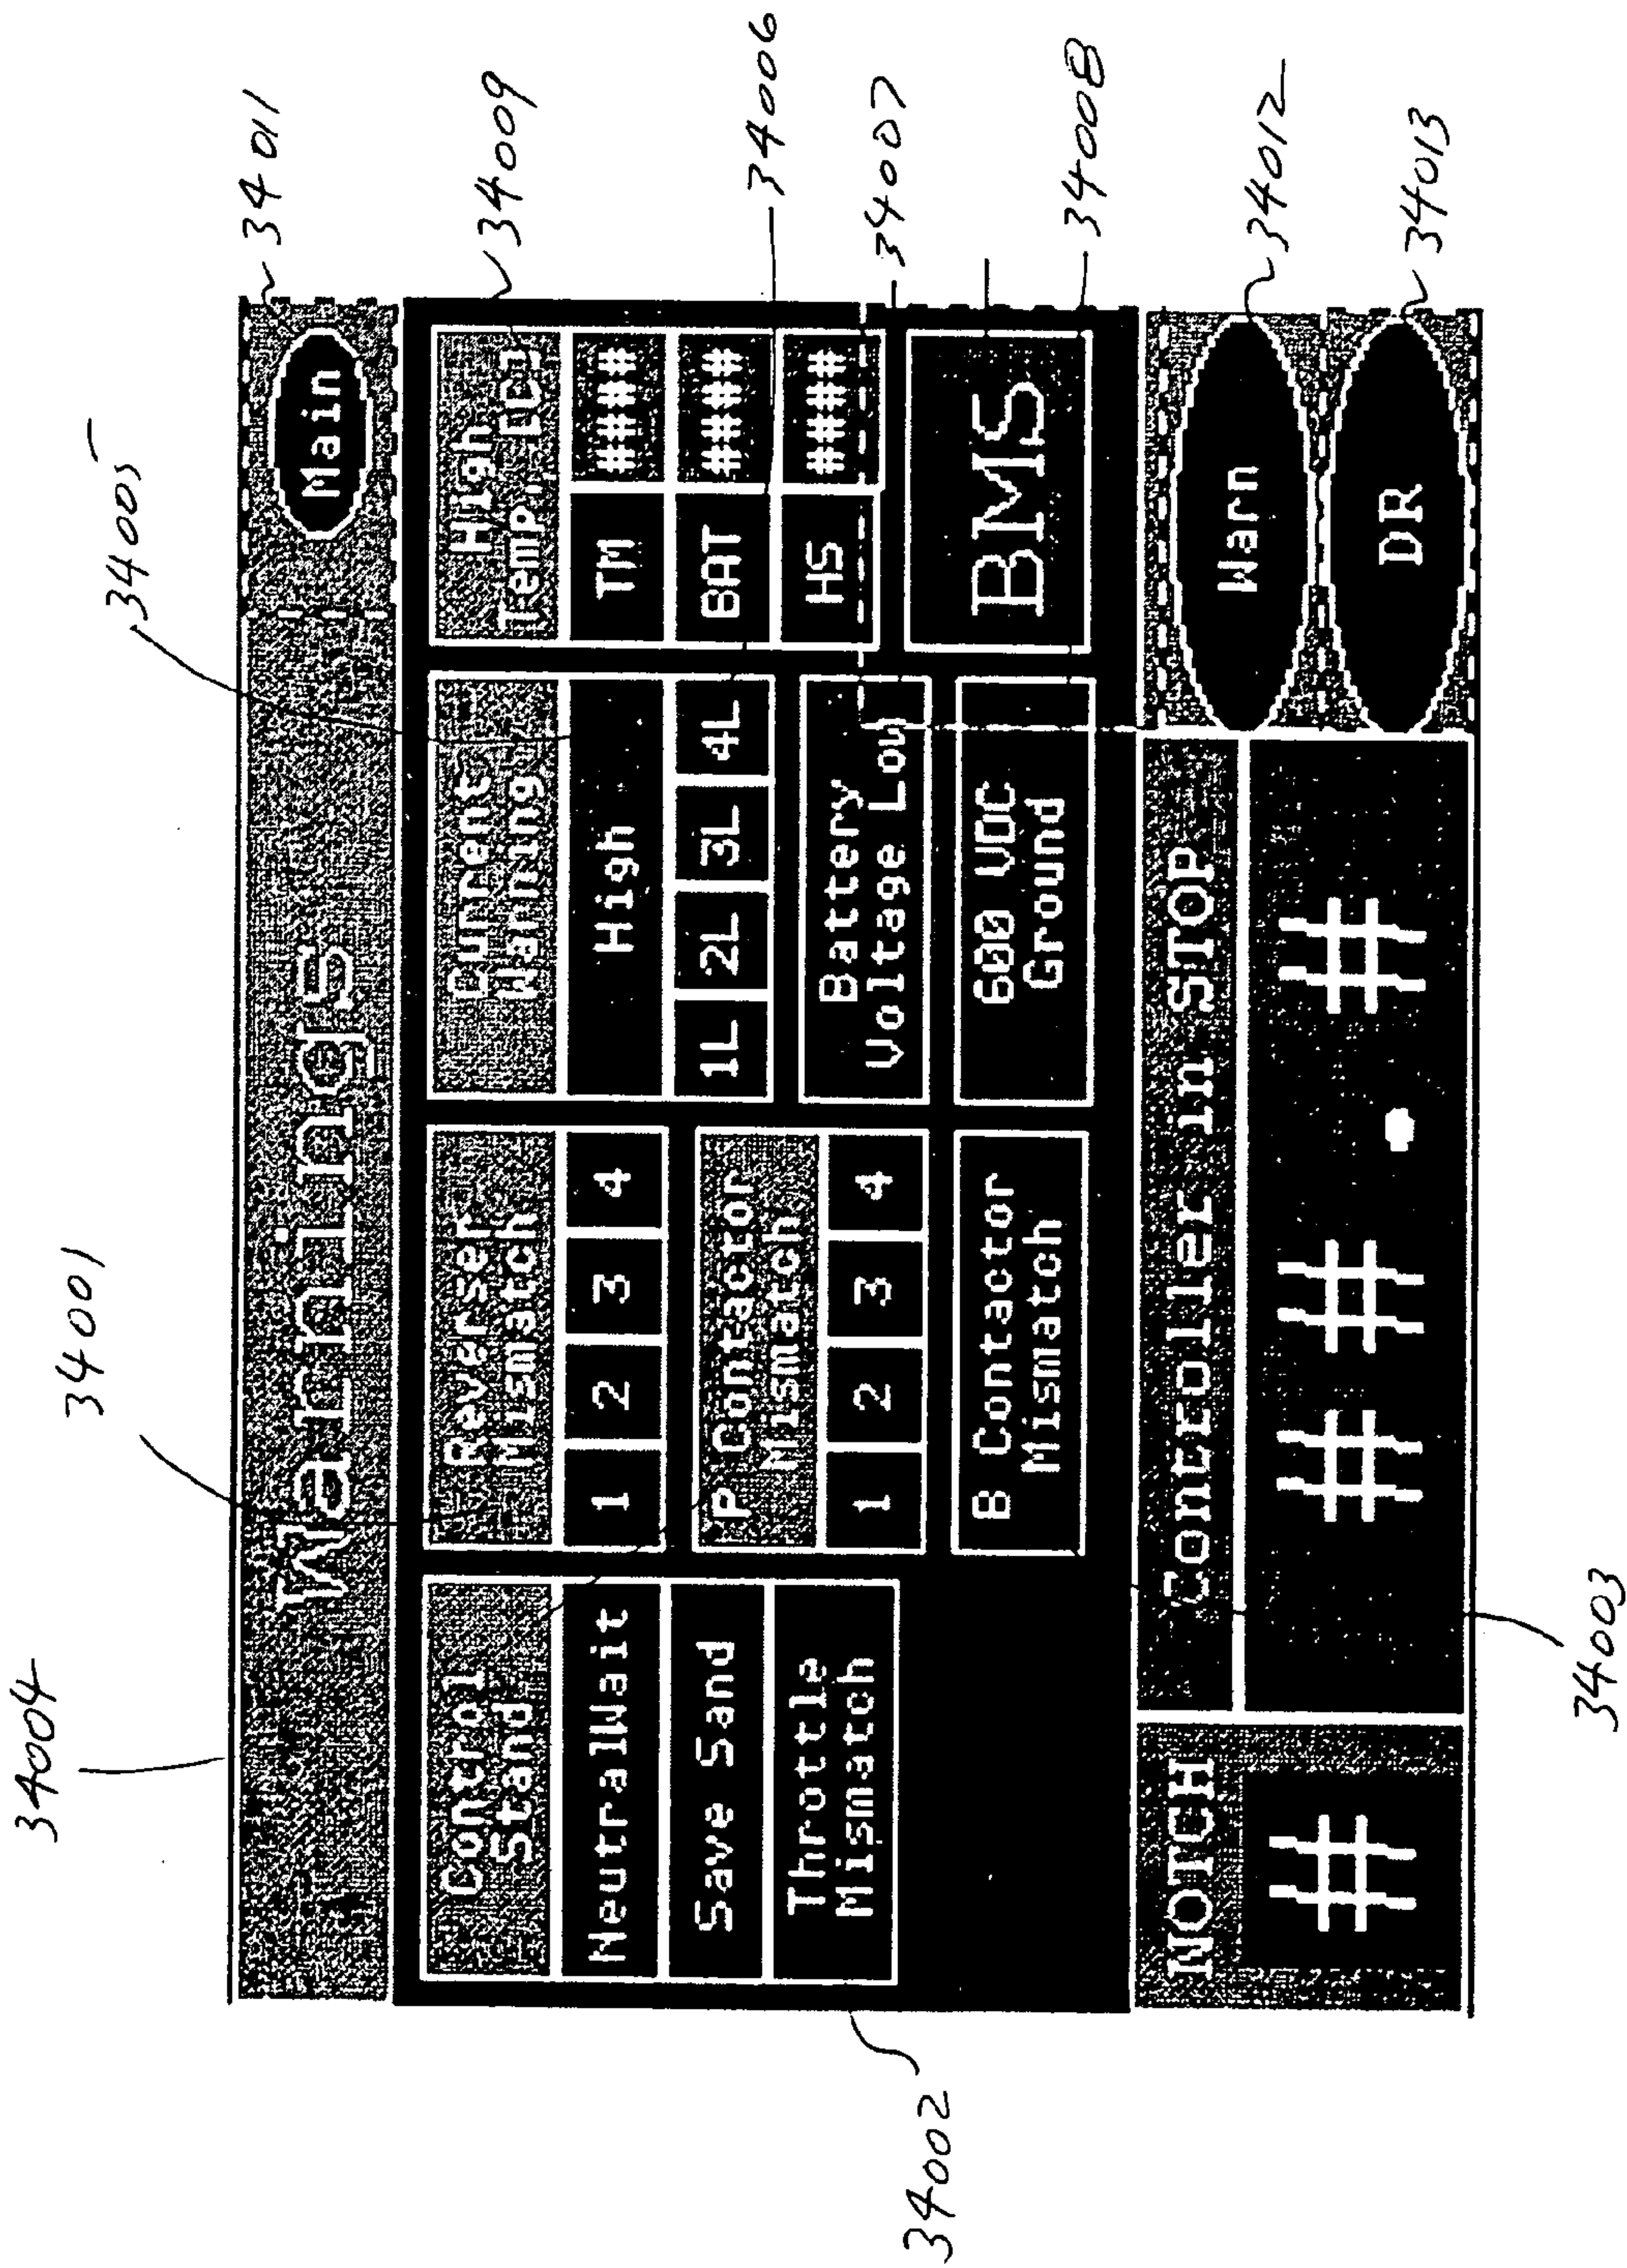 34004
34001
34005
34011
Warnings
Main
34009
Control
Stand
NeutralWait
Save Sand
Throttle
Mismatch
Reverser
Mismatch
1 2 3 4
P Contactor
Mismatch
1 2 3 4
B Contactor
Mismatch
Current
Warning
High
1L 2L 3L 4L
Battery
Voltage Low
600 VDC
Ground
High
Temp [C]
TM ####
BAT ####
HS ####
BMS
34006
34007
34008
34002
NOTCH
#
Controller in STOP
##.#
Warn
DR
34012
34013
34003